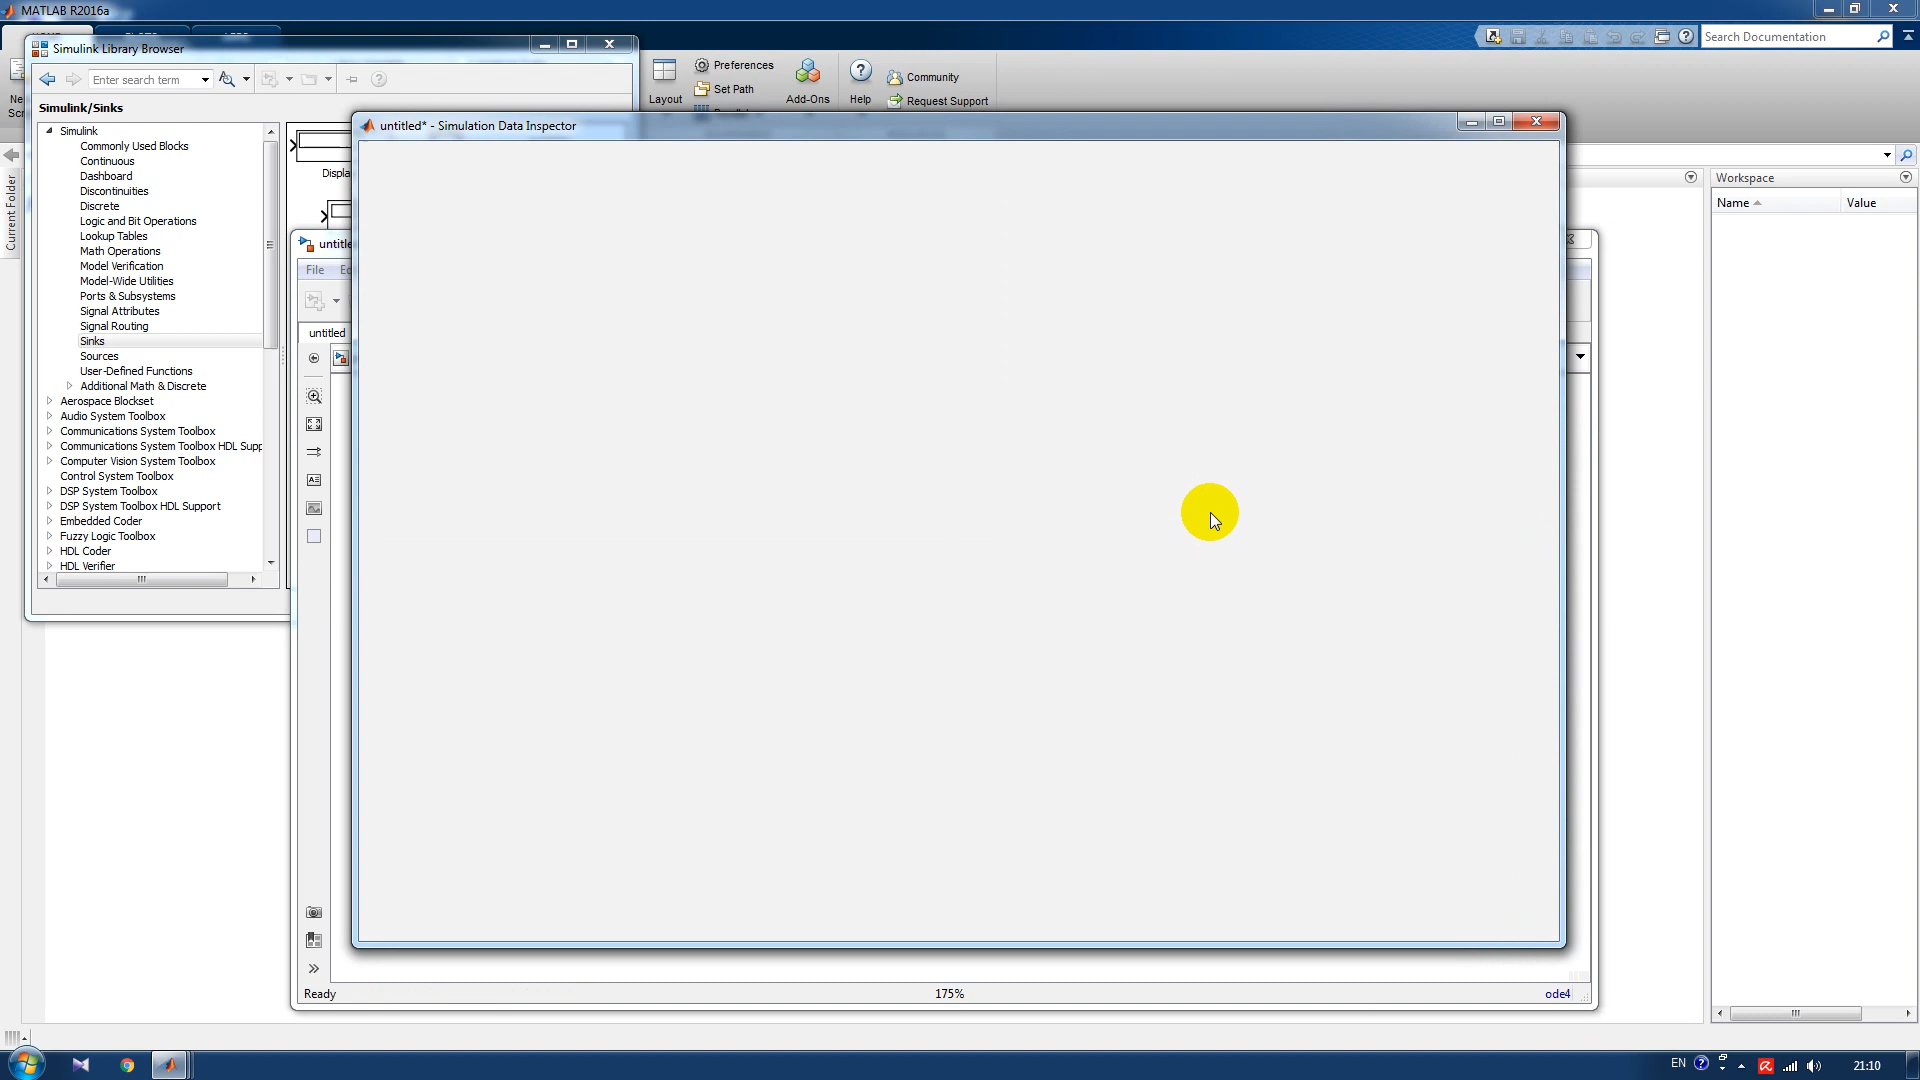 MATLAB R2016a
Simulink Library Browser
Search Documentation
Enter search term
Preferences
Set Path
Layout
Add-Ons
Help
Community
Request Support
Simulink/Sinks
Simulink
Commonly Used Blocks
Continuous
Dashboard
Discontinuities
Discrete
Logic and Bit Operations
Lookup Tables
Math Operations
Model Verification
Model-Wide Utilities
Ports & Subsystems
Signal Attributes
Signal Routing
Sinks
Sources
User-Defined Functions
Additional Math & Discrete
Aerospace Blockset
Audio System Toolbox
Communications System Toolbox
Communications System Toolbox HDL Supp
Computer Vision System Toolbox
Control System Toolbox
DSP System Toolbox
DSP System Toolbox HDL Support
Embedded Coder
Fuzzy Logic Toolbox
HDL Coder
HDL Verifier
Current Folder
Displa
untitled* - Simulation Data Inspector
untitle
File
Ed
untitled
Workspace
Name
Value
Ready
175%
ode4
EN
21:10